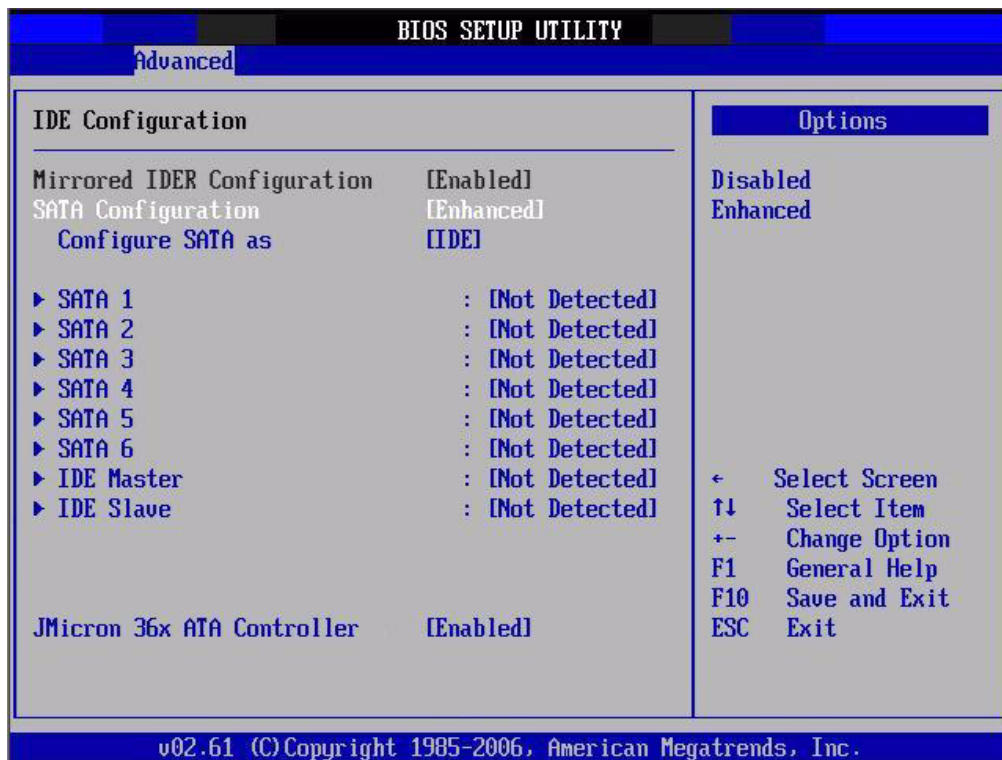 BIOS SETUP UTILITY
Advanced
IDE Configuration
Mirrored IDER Configuration [Enabled]
SATA Configuration [Enhanced]
Configure SATA as [IDE]
SATA 1 : [Not Detected]
SATA 2 : [Not Detected]
SATA 3 : [Not Detected]
SATA 4 : [Not Detected]
SATA 5 : [Not Detected]
SATA 6 : [Not Detected]
IDE Master : [Not Detected]
IDE Slave : [Not Detected]
JMicron 36x ATA Controller [Enabled]
Options
Disabled
Enhanced
← Select Screen
↑↓ Select Item
+- Change Option
F1 General Help
F10 Save and Exit
ESC Exit
v02.61 (C)Copyright 1985-2006, American Megatrends, Inc.